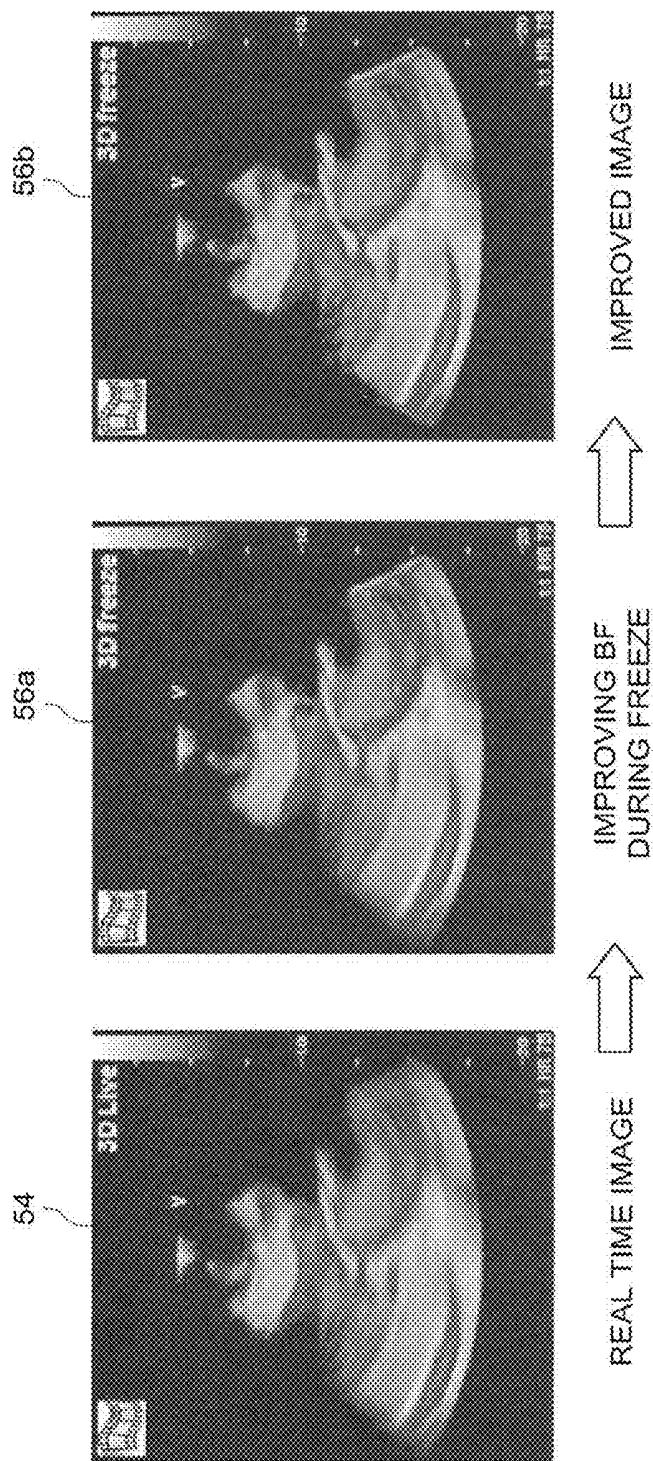 54
3D Live
V
REAL TIME IMAGE
56a
3D freeze
V
IMPROVING BF
DURING FREEZE
56b
3D freeze
V
IMPROVED IMAGE